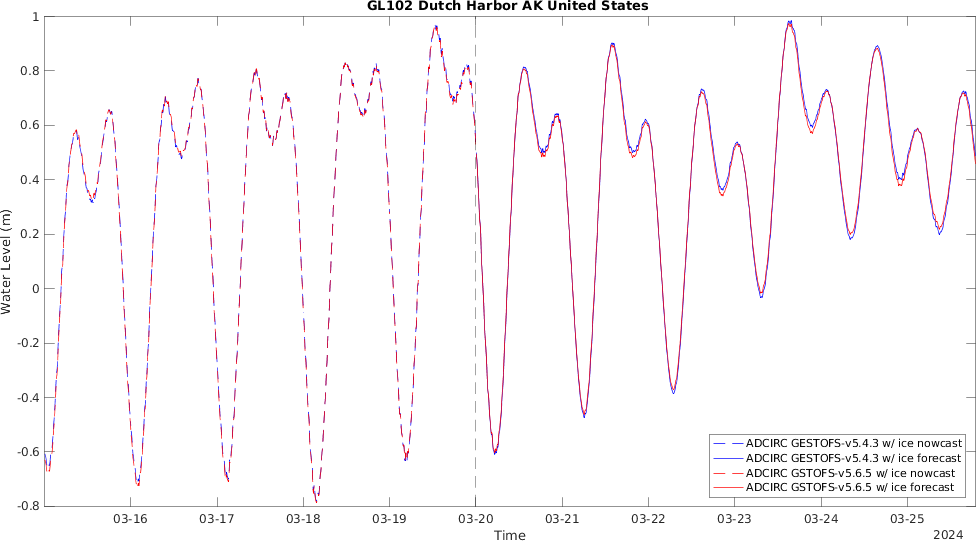 GL102 Dutch Harbor AK United States
1
0.8
0.6
0.4
0.2
0
-0.2
-0.4
-0.6
-0.8
Water Level (m)
ADCIRC GESTOFS-v5.4.3 w/ ice nowcast
ADCIRC GESTOFS-v5.4.3 w/ ice forecast
ADCIRC GSTOFS-v5.6.5 w/ ice nowcast
ADCIRC GSTOFS-v5.6.5 w/ ice forecast
03-16 03-17 03-18 03-19 03-20 03-21 03-22 03-23 03-24 03-25
Time
2024